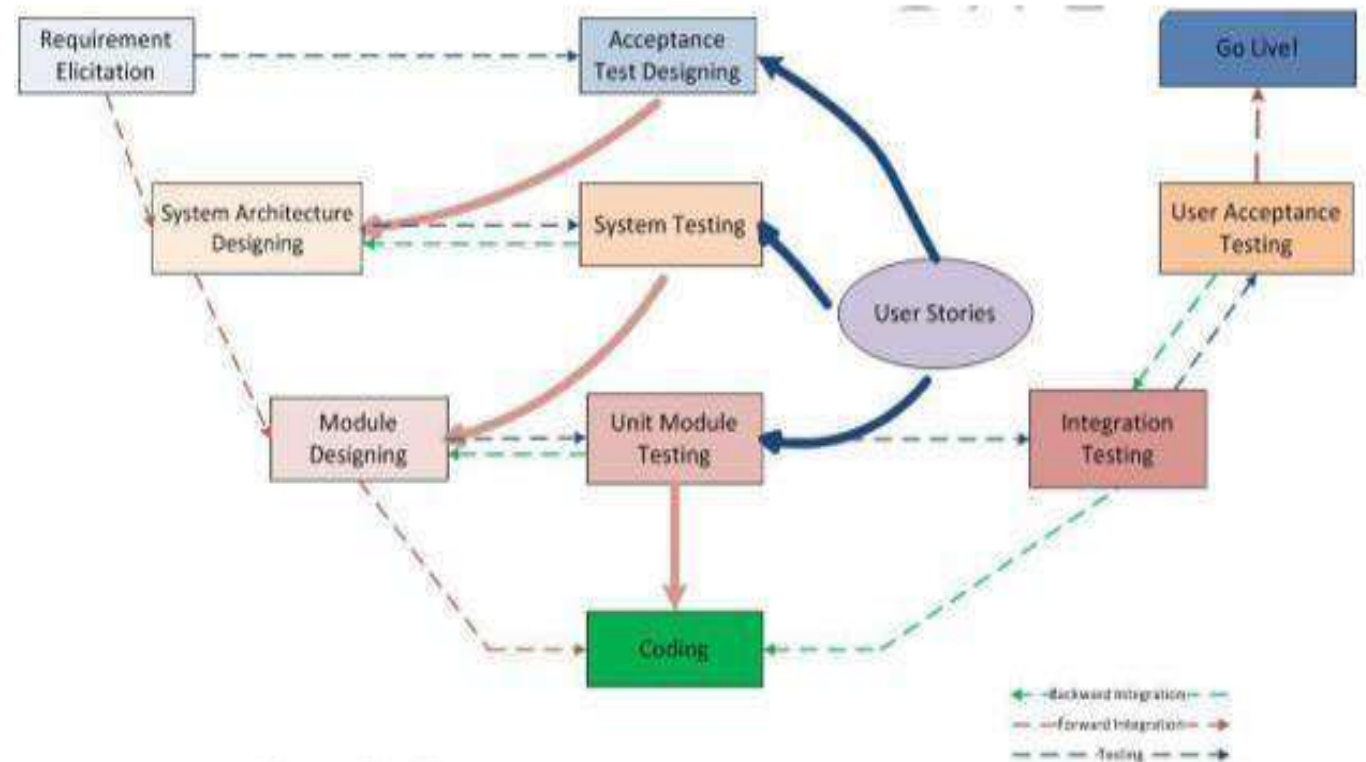 Requirement
Elicitation
Acceptance
Test Designing
Go Uve!
System Architecture
Designing
System Testing
User Acceptance
Testing
User Stories
Module
Designing
Unit Module
Testing
Integration
Testing
Coding
Backward Integration
Forward Integration
Testing